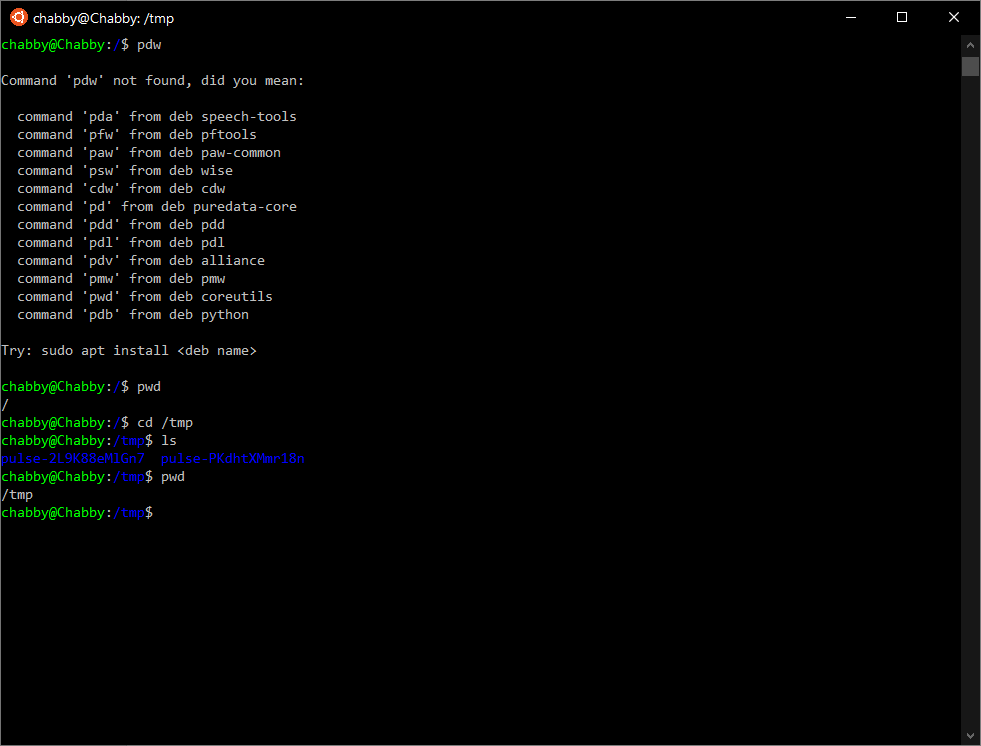 chabby@Chabby: /tmp
chabby@Chabby:/$ pdw
Command 'pdw' not found, did you mean:
command 'pda' from deb speech-tools
command 'pfw' from deb pftools
command 'paw' from deb paw-common
command 'psw' from deb wise
command 'cdw' from deb cdw
command 'pd' from deb puredata-core
command 'pdd' from deb pdd
command 'pdl' from deb pdl
command 'pdv' from deb alliance
command 'pmw' from deb pmw
command 'pwd' from deb coreutils
command 'pdb' from deb python
Try: sudo apt install <deb name>
chabby@Chabby:/$ pwd
/
chabby@Chabby:/$ cd /tmp
chabby@Chabby:/tmp$ ls
pulse-2L9K88eMlGn7  pulse-PKdhtXMmr18n
chabby@Chabby:/tmp$ pwd
/tmp
chabby@Chabby:/tmp$